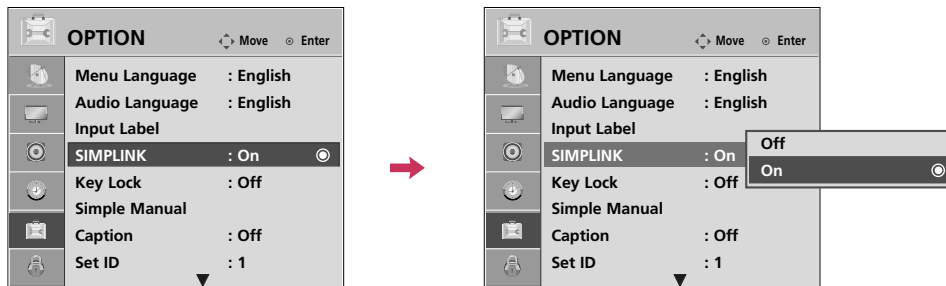 OPTION Move Enter
Menu Language : English
Audio Language : English
Input Label
SIMPLINK : On
Key Lock : Off
Simple Manual
Caption : Off
Set ID : 1
OPTION Move Enter
Menu Language : English
Audio Language : English
Input Label
SIMPLINK : On
Key Lock : Off
Simple Manual
Caption : Off
Set ID : 1
Off
On